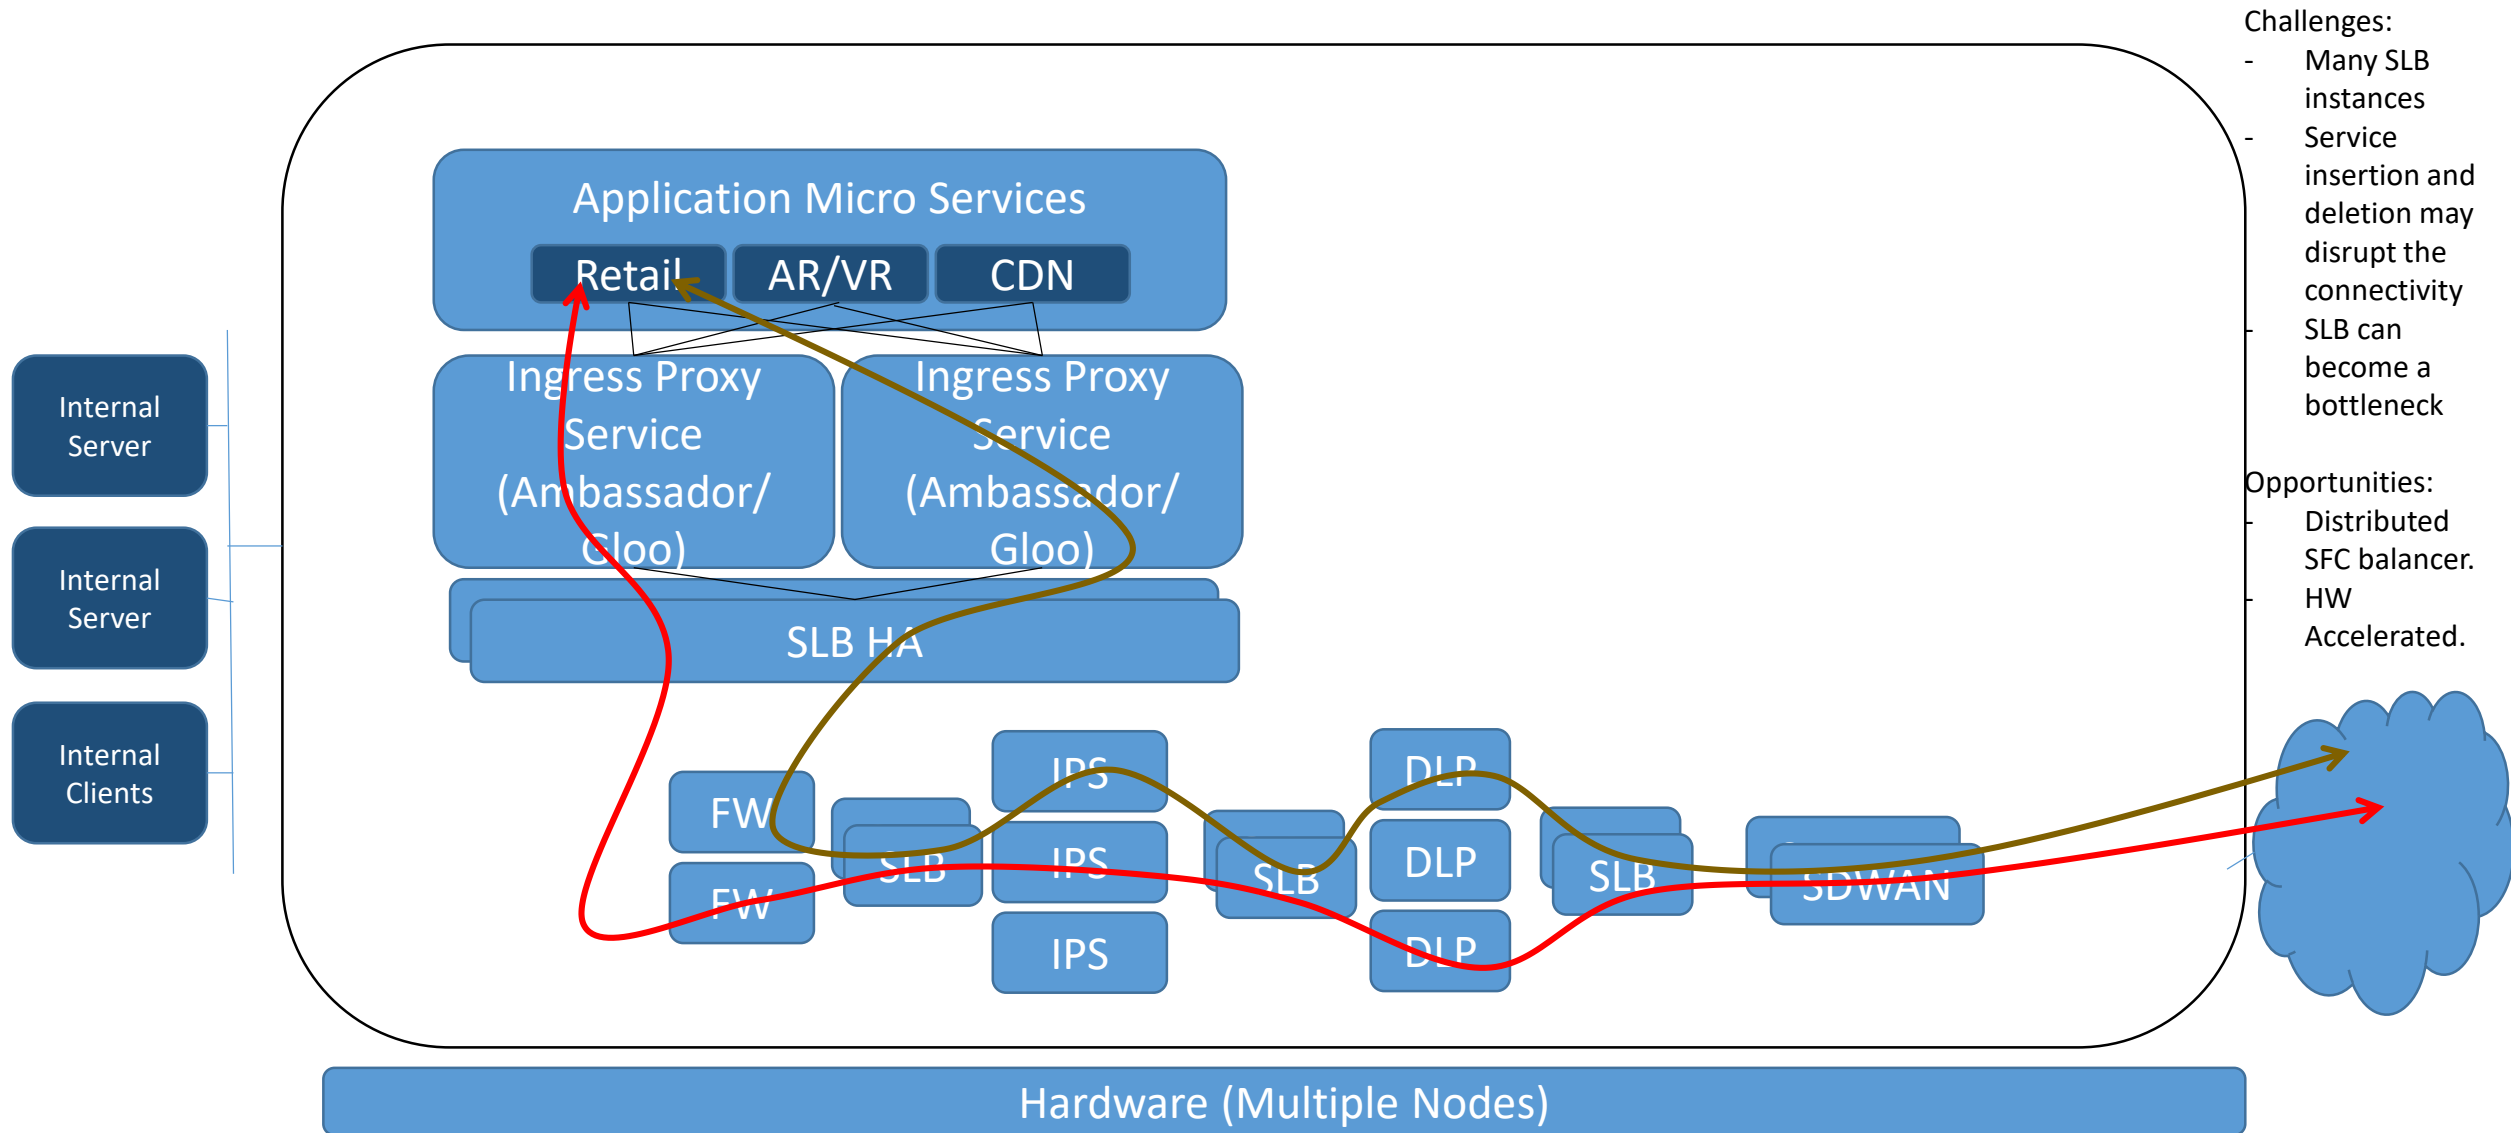 Challenges:
- Many SLB
instances
- Service
insertion and
deletion may
disrupt the
connectivity
- SLB can
become a
bottleneck
Opportunities:
- Distributed
SFC balancer.
- HW
Accelerated.
Application Micro Services
Retail
AR/VR
CDN
Ingress Proxy
Service
(Ambassador/
Gloo)
Ingress Proxy
Service
(Ambassador/
Gloo)
SLB HA
Internal
Server
Internal
Server
Internal
Clients
FW
FW
SLB
IPS
IPS
IPS
SLB
DLP
DLP
DLP
SLB
SDWAN
Hardware (Multiple Nodes)